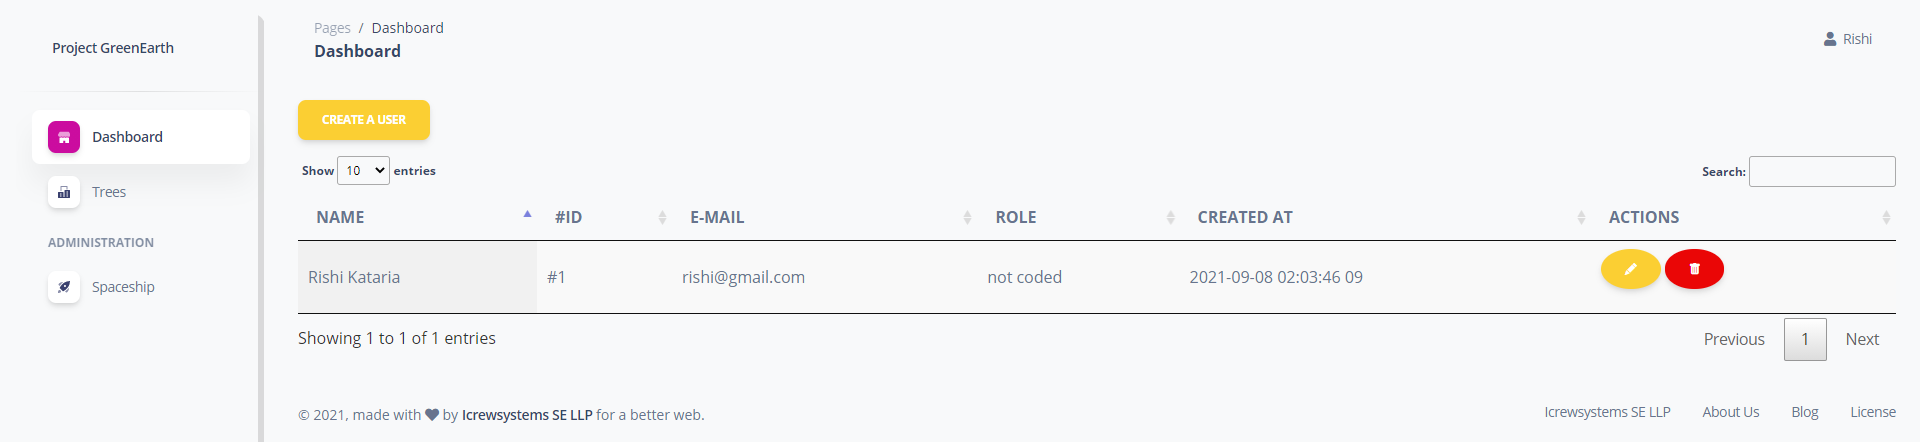 Project GreenEarth
Dashboard
Trees
ADMINISTRATION
Spaceship
Pages / Dashboard
Dashboard
Rishi
CREATE A USER
Show 10 entries
Search:
NAME #ID E-MAIL ROLE CREATED AT ACTIONS
Rishi Kataria #1 rishi@gmail.com not coded 2021-09-08 02:03:46 09
Showing 1 to 1 of 1 entries
Previous 1 Next
© 2021, made with by Icrewsystems SE LLP for a better web.
Icrewsystems SE LLP About Us Blog License